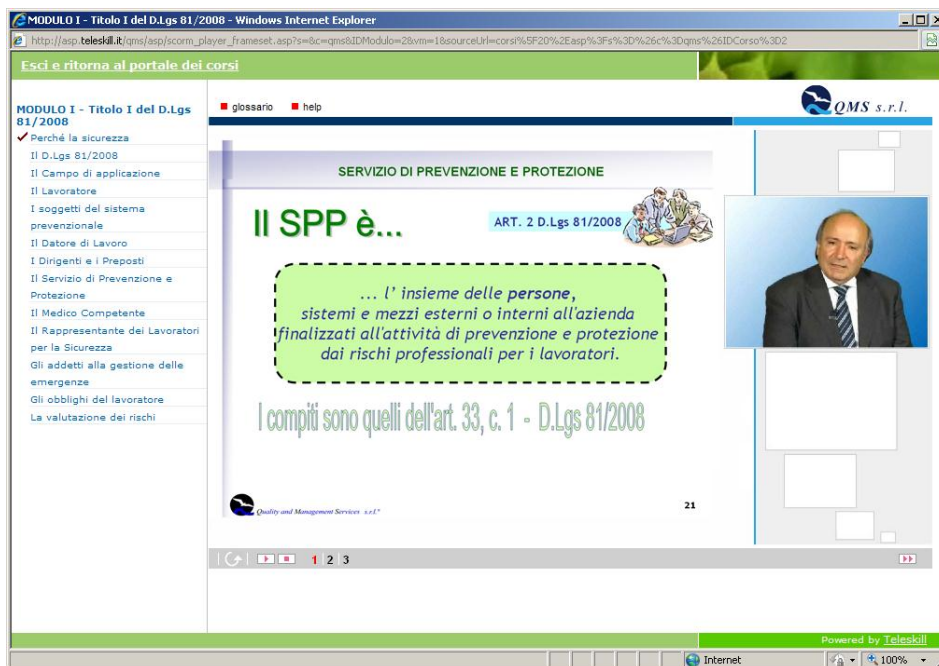 MODULO I - Titolo I del D.Lgs 81/2008 - Windows Internet Explorer
http://asp.teleskill.it/qms/asp/scorm_player_frameset.asp?s=&c=qms&IDModulo=2&vm=1&sourceUrl=corsi%5F20%2Easp%3Fs%3D%26c%3Dqms%26IDCorso%3D2
Esci e ritorna al portale dei corsi
MODULO I - Titolo I del D.Lgs
81/2008
Perché la sicurezza
Il D.Lgs 81/2008
Il Campo di applicazione
Il Lavoratore
I soggetti del sistema
prevenzionale
Il Datore di Lavoro
I Dirigenti e i Preposti
Il Servizio di Prevenzione e
Protezione
Il Medico Competente
Il Rappresentante dei Lavoratori
per la Sicurezza
Gli addetti alla gestione delle
emergenze
Gli obblighi del lavoratore
La valutazione dei rischi
glossario help
QMS s.r.l.
SERVIZIO DI PREVENZIONE E PROTEZIONE
Il SPP è...
ART. 2 D.Lgs 81/2008
... l' insieme delle persone,
sistemi e mezzi esterni o interni all'azienda
finalizzati all'attività di prevenzione e protezione
dai rischi professionali per i lavoratori.
I compiti sono quelli dell'art. 33, c. 1 - D.Lgs 81/2008
Quality and Management Services s.r.l."
21
1 2 3
Powered by Teleskill
Internet
100%